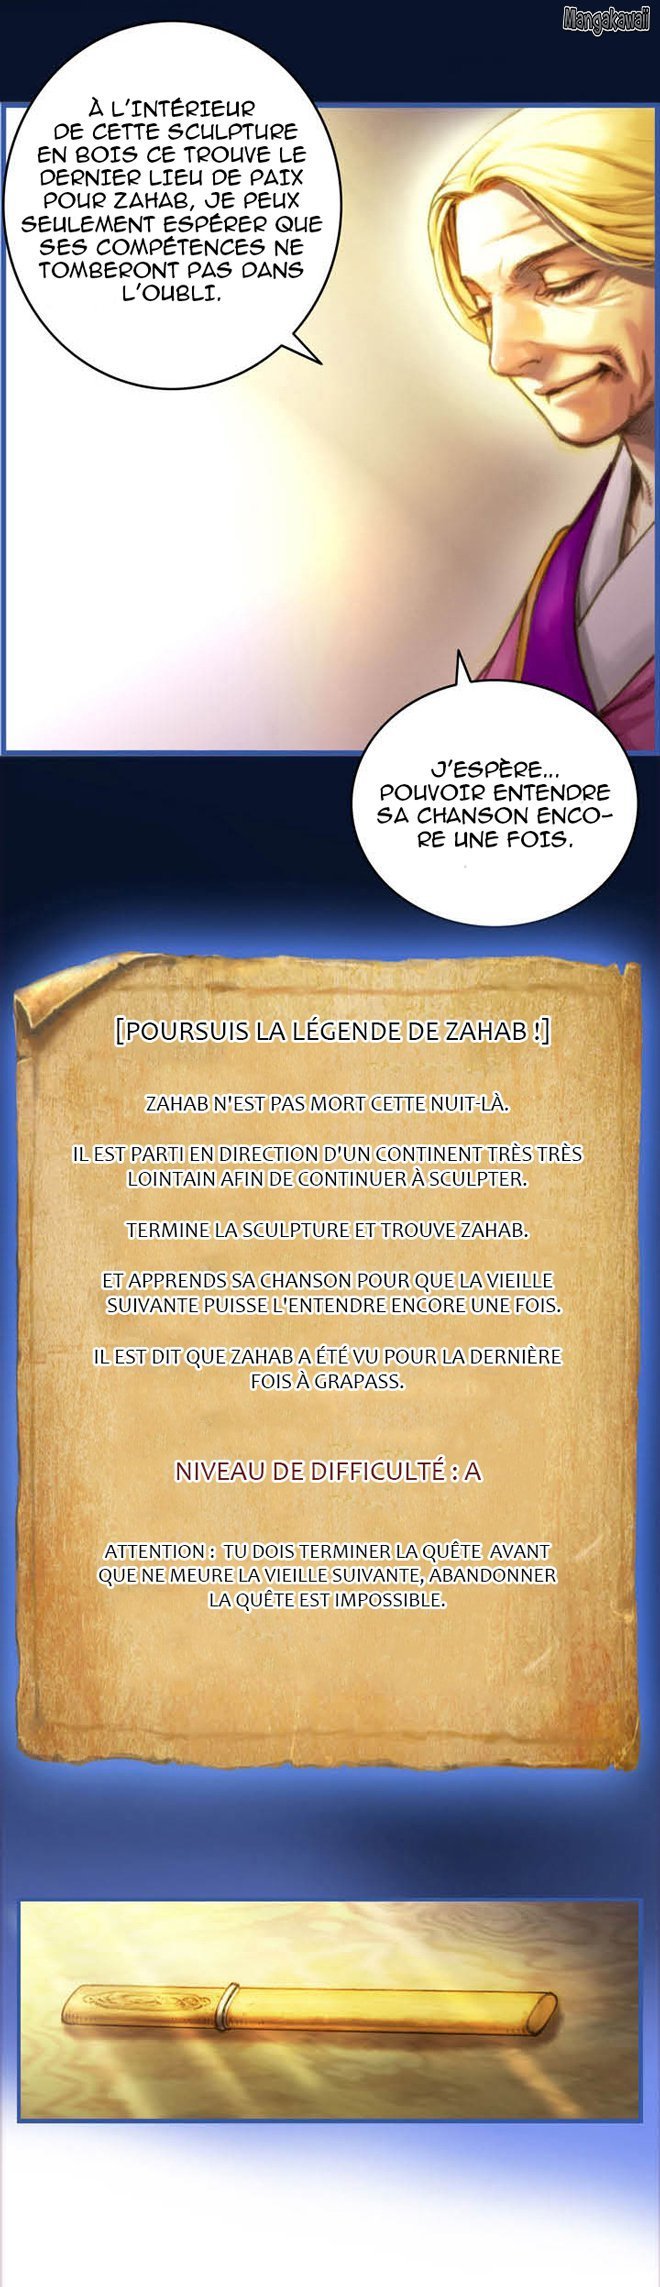 Mangakawaii
À L'INTÉRIEUR
DE CETTE SCULPTURE
EN BOIS CE TROUVE LE
DERNIER LIEU DE PAIX
POUR ZAHAB, JE PEUX
SEULEMENT ESPÉRER QUE
SES COMPÉTENCES NE
TOMBERONT PAS DANS
L'OUBLI.
J'ESPÈRE...
POUVOIR ENTENDRE
SA CHANSON ENCO-
RE UNE FOIS.
[POURSUIS LA LÉGENDE DE ZAHAB !]
ZAHAB N'EST PAS MORT CETTE NUIT-LÀ.
IL EST PARTI EN DIRECTION D'UN CONTINENT TRÈS TRÈS
LOINTAIN AFIN DE CONTINUER À SCULPTER.
TERMINE LA SCULPTURE ET TROUVE ZAHAB.
ET APPRENDS SA CHANSON POUR QUE LA VIEILLE
SUIVANTE PUISSE L'ENTENDRE ENCORE UNE FOIS.
IL EST DIT QUE ZAHAB A ÉTÉ VU POUR LA DERNIÈRE
FOIS À GRAPASS.
NIVEAU DE DIFFICULTÉ : A
ATTENTION : TU DOIS TERMINER LA QUÊTE AVANT
QUE NE MEURE LA VIEILLE SUIVANTE, ABANDONNER
LA QUÊTE EST IMPOSSIBLE.